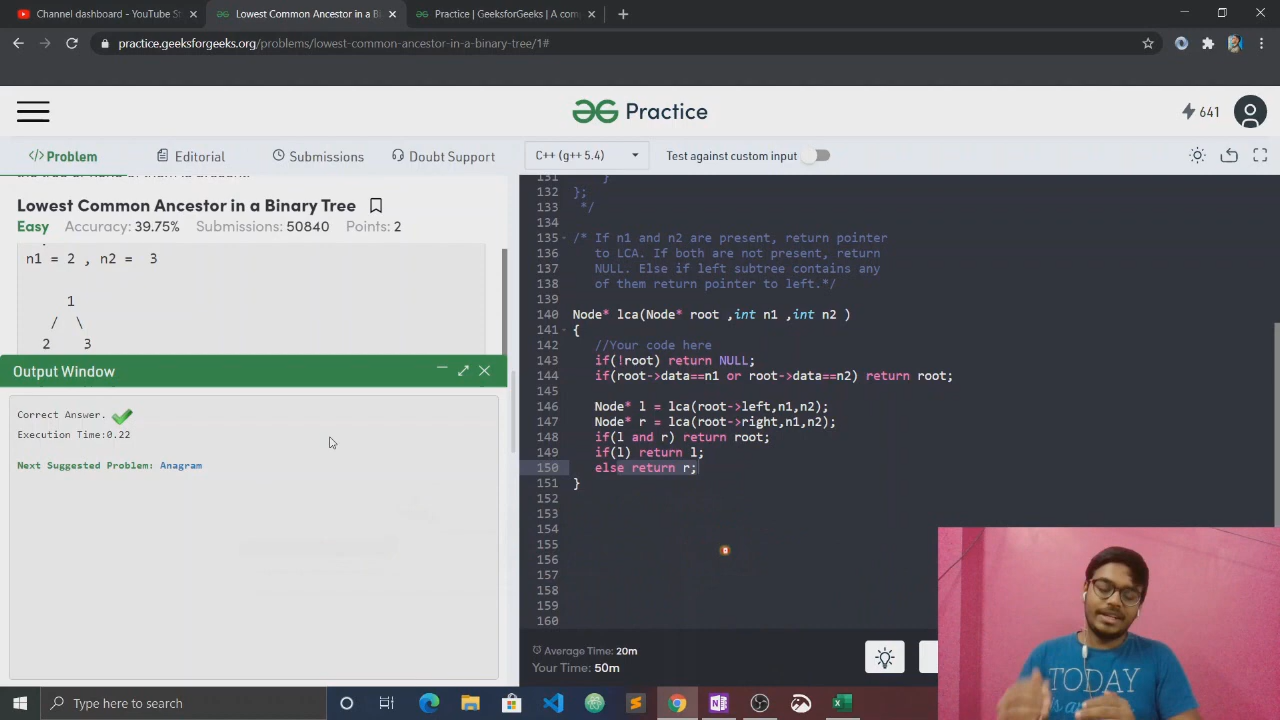 Channel dashboard - YouTube St
Lowest Common Ancestor in a Bi
Practice | GeeksforGeeks | A com
practice.geeksforgeeks.org/problems/lowest-common-ancestor-in-a-binary-tree/1#
Practice
641
</> Problem
Editorial
Submissions
Doubt Support
C++ (g++ 5.4)
Test against custom input
Lowest Common Ancestor in a Binary Tree
Easy Accuracy: 39.75% Submissions: 50840 Points: 2
n1 = 2 , n2 = 3
1
/ \
2 3
Output Window
Correct Answer.
Execution Time:0.22
Next Suggested Problem: Anagram
131 }
132 };
133 */
134
135 /* If n1 and n2 are present, return pointer
136 to LCA. If both are not present, return
137 NULL. Else if left subtree contains any
138 of them return pointer to left.*/
139
140 Node* lca(Node* root ,int n1 ,int n2 )
141 {
142 //Your code here
143 if(!root) return NULL;
144 if(root->data==n1 or root->data==n2) return root;
145
146 Node* l = lca(root->left,n1,n2);
147 Node* r = lca(root->right,n1,n2);
148 if(l and r) return root;
149 if(l) return l;
150 else return r;
151 }
152
153
154
155
156
157
158
159
160
Average Time: 20m
Your Time: 50m
TODAY
Type here to search